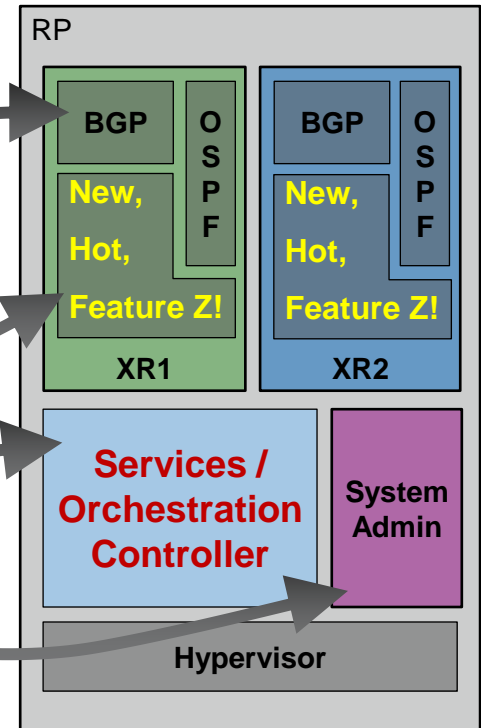 RP
BGP
O
S
P
F
New,
Hot,
Feature Z!
XR1
BGP
O
S
P
F
New,
Hot,
Feature Z!
XR2
Services /
Orchestration
Controller
System
Admin
Hypervisor